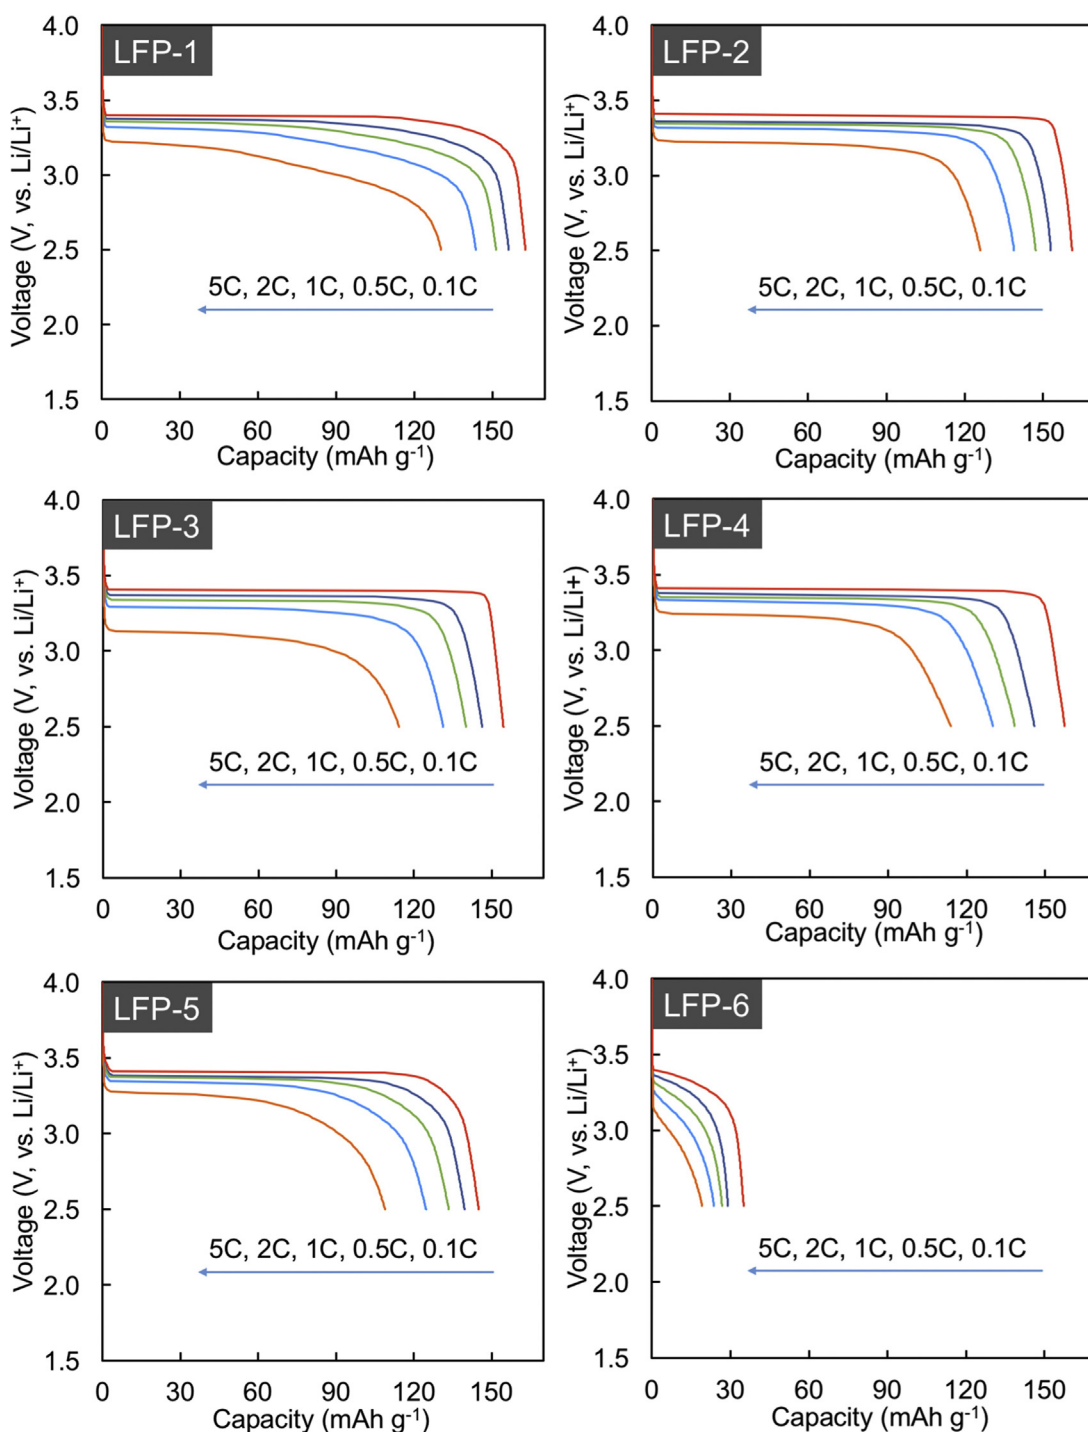 LFP-1
Voltage (V, vs. Li/Li⁺)
4.0
3.5
3.0
2.5
2.0
1.5
5C, 2C, 1C, 0.5C, 0.1C
0 30 60 90 120 150
Capacity (mAh g⁻¹)
LFP-2
Voltage (V, vs. Li/Li⁺)
4.0
3.5
3.0
2.5
2.0
1.5
5C, 2C, 1C, 0.5C, 0.1C
0 30 60 90 120 150
Capacity (mAh g⁻¹)
LFP-3
Voltage (V, vs. Li/Li⁺)
4.0
3.5
3.0
2.5
2.0
1.5
5C, 2C, 1C, 0.5C, 0.1C
0 30 60 90 120 150
Capacity (mAh g⁻¹)
LFP-4
Voltage (V, vs. Li/Li+)
4.0
3.5
3.0
2.5
2.0
1.5
5C, 2C, 1C, 0.5C, 0.1C
0 30 60 90 120 150
Capacity (mAh g⁻¹)
LFP-5
Voltage (V, vs. Li/Li⁺)
4.0
3.5
3.0
2.5
2.0
1.5
5C, 2C, 1C, 0.5C, 0.1C
0 30 60 90 120 150
Capacity (mAh g⁻¹)
LFP-6
Voltage (V, vs. Li/Li⁺)
4.0
3.5
3.0
2.5
2.0
1.5
5C, 2C, 1C, 0.5C, 0.1C
0 30 60 90 120 150
Capacity (mAh g⁻¹)